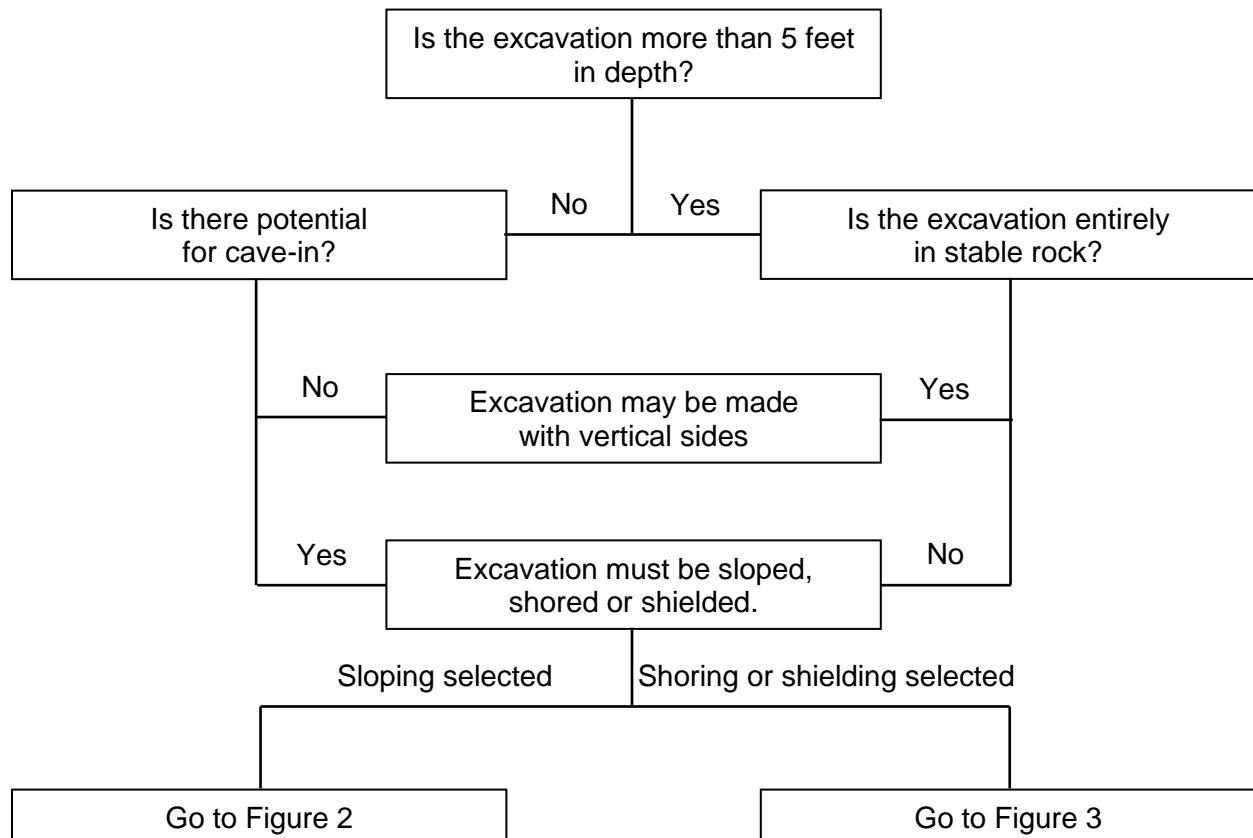 Is the excavation more than 5 feet
in depth?
No
Yes
Is there potential
for cave-in?
Is the excavation entirely
in stable rock?
No
Excavation may be made
with vertical sides
Yes
Yes
Excavation must be sloped,
shored or shielded.
No
Sloping selected
Shoring or shielding selected
Go to Figure 2
Go to Figure 3